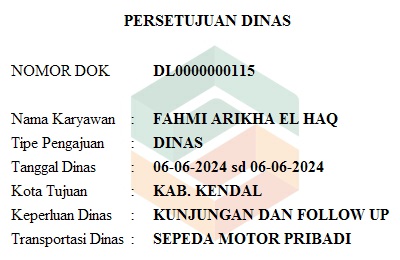 PERSETUJUAN DINAS
NOMOR DOK DL0000000115
Nama Karyawan : FAHMI ARIKHA EL HAQ
Tipe Pengajuan : DINAS
Tanggal Dinas : 06-06-2024 sd 06-06-2024
Kota Tujuan : KAB. KENDAL
Keperluan Dinas : KUNJUNGAN DAN FOLLOW UP
Transportasi Dinas : SEPEDA MOTOR PRIBADI